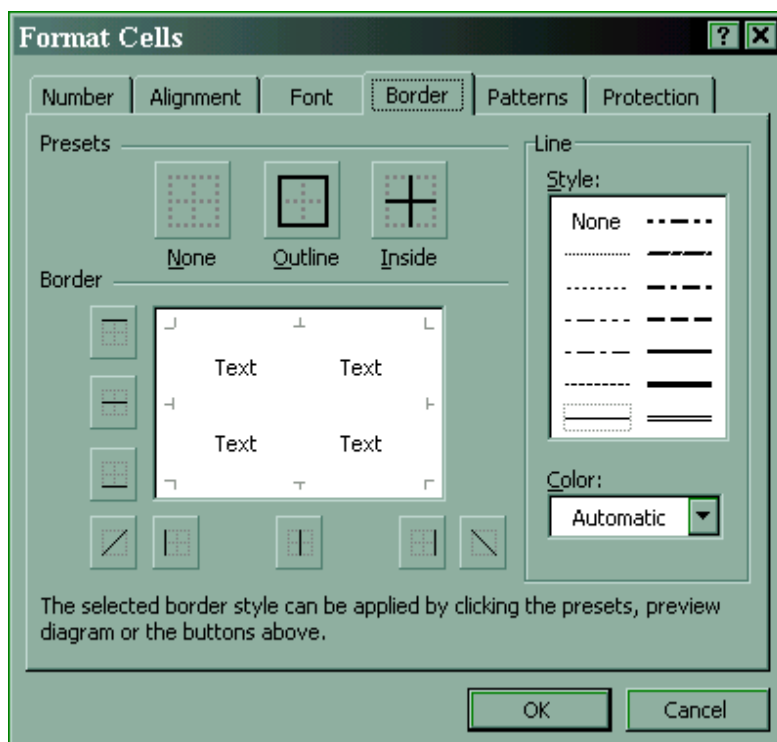 Format Cells
Number Alignment Font Border Patterns Protection
Presets
None Outline Inside
Border
Text Text
Text Text
Line
Style:
None
Color:
Automatic
The selected border style can be applied by clicking the presets, preview
diagram or the buttons above.
OK Cancel